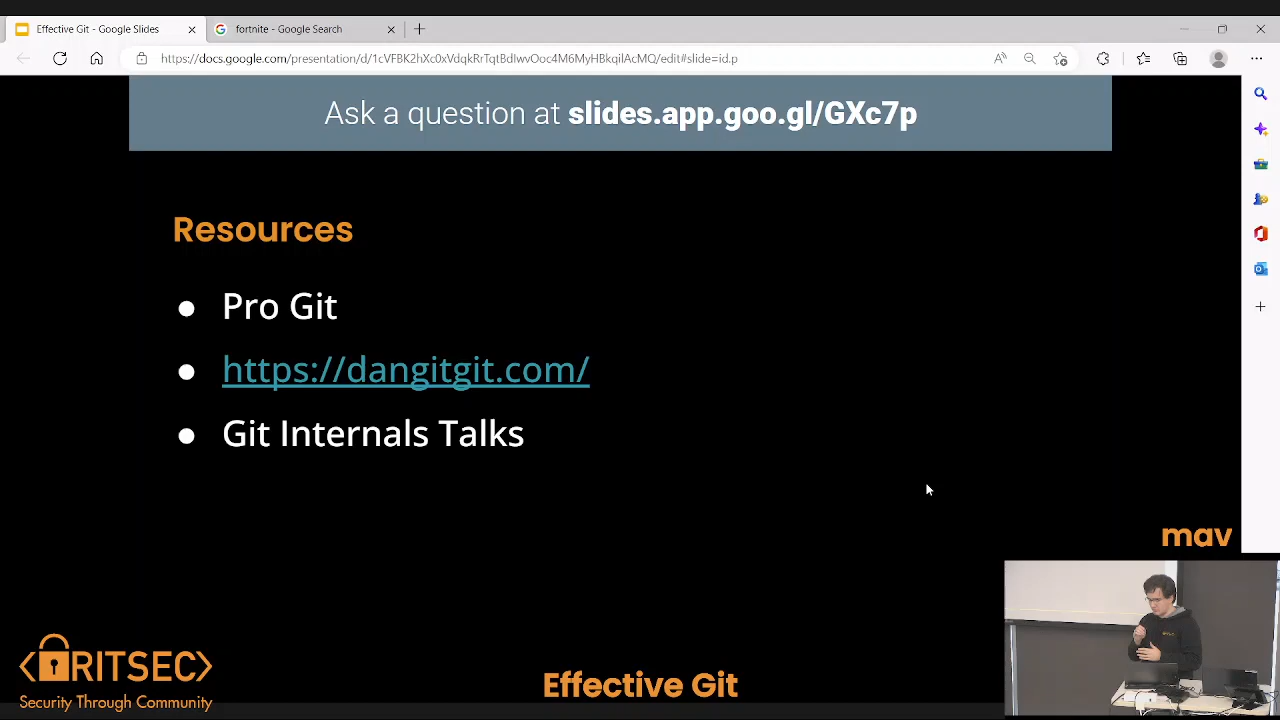 Effective Git - Google Slides
fortnite - Google Search
https://docs.google.com/presentation/d/1cVFBK2hXc0xVdqkRrTqtBdIwvOoc4M6MyHBkqilAcMQ/edit#slide=id.p
Ask a question at slides.app.goo.gl/GXc7p
Resources
● Pro Git
● https://dangitgit.com/
● Git Internals Talks
mav
<RITSEC>
Security Through Community
Effective Git